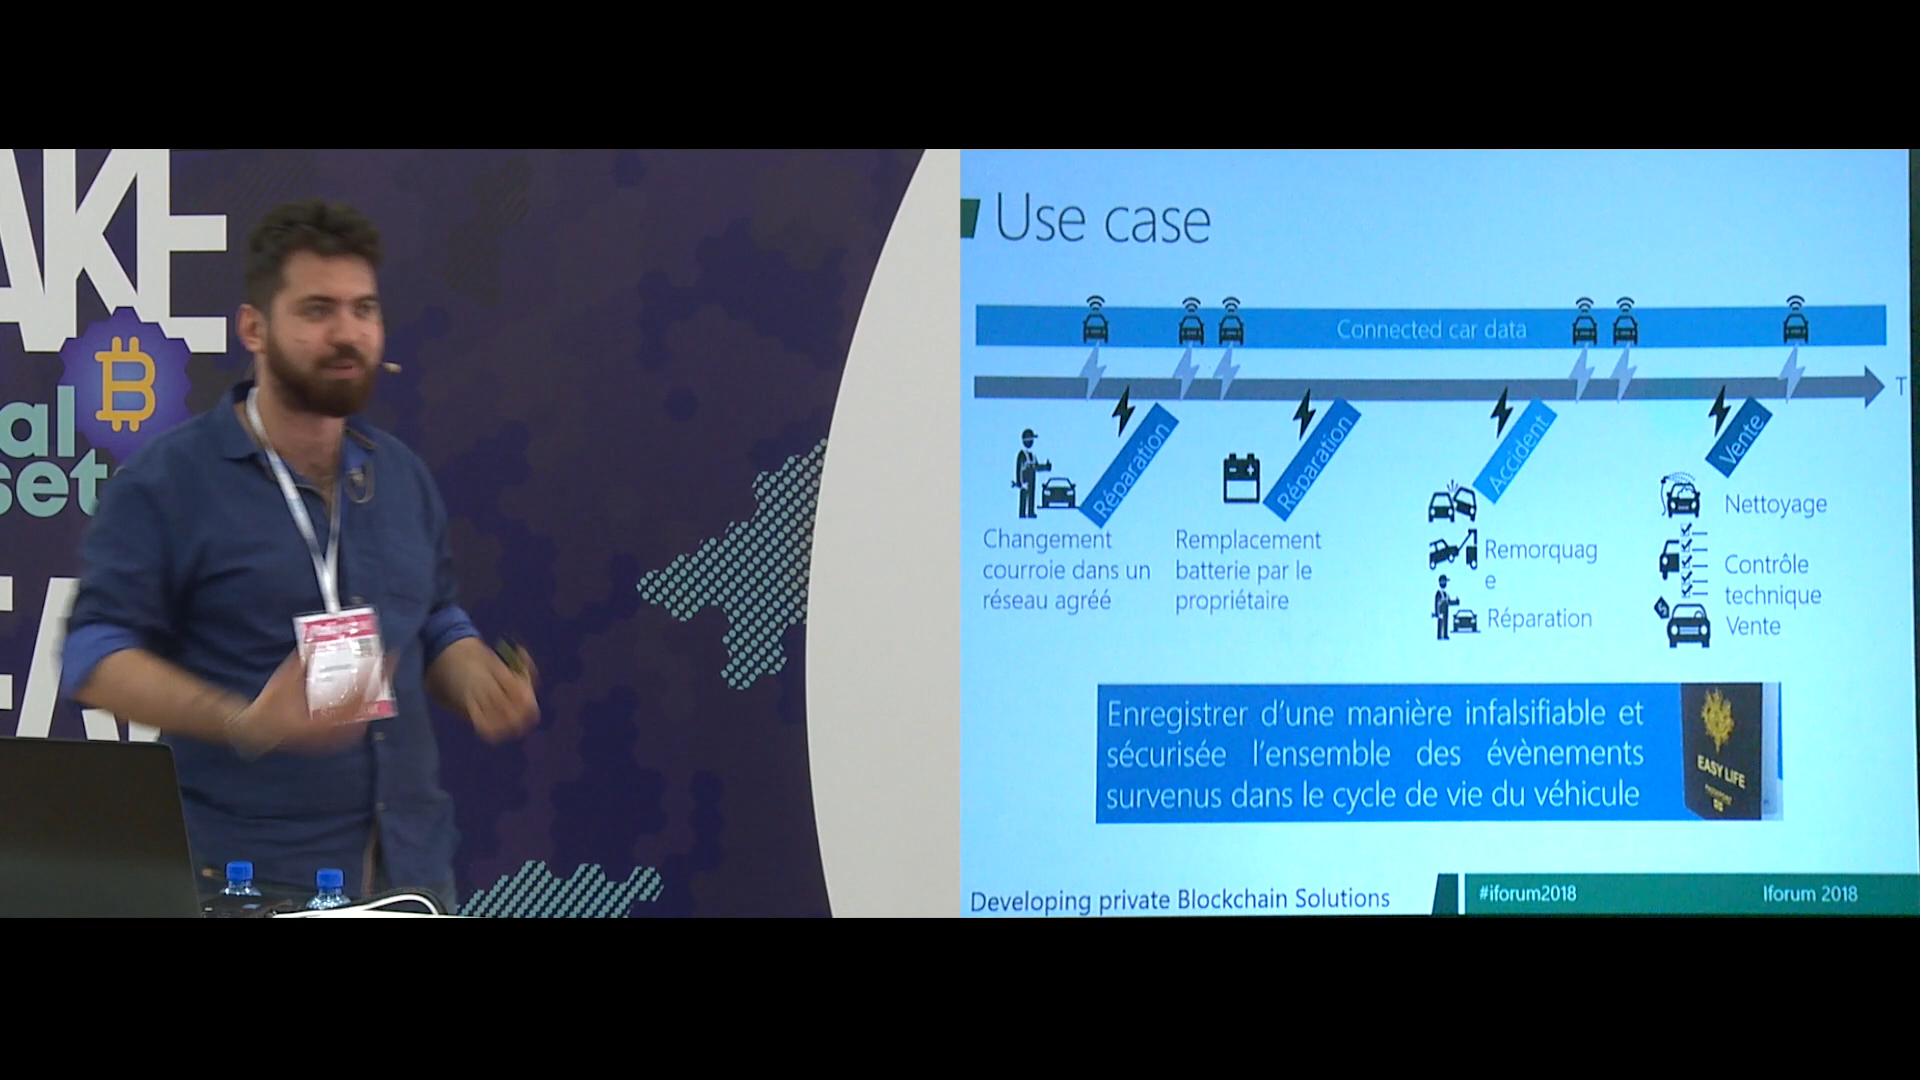 AKE
al
set
Use case
Connected car data
T
Réparation
Réparation
Accident
Vente
Changement
courroie dans un
réseau agréé
Remplacement
batterie par le
propriétaire
Remorquag
e
Réparation
Nettoyage
Contrôle
technique
Vente
Enregistrer d'une manière infalsifiable et
sécurisée l'ensemble des évènements
survenus dans le cycle de vie du véhicule
EASY LIFE
Developing private Blockchain Solutions
#iforum2018
Iforum 2018